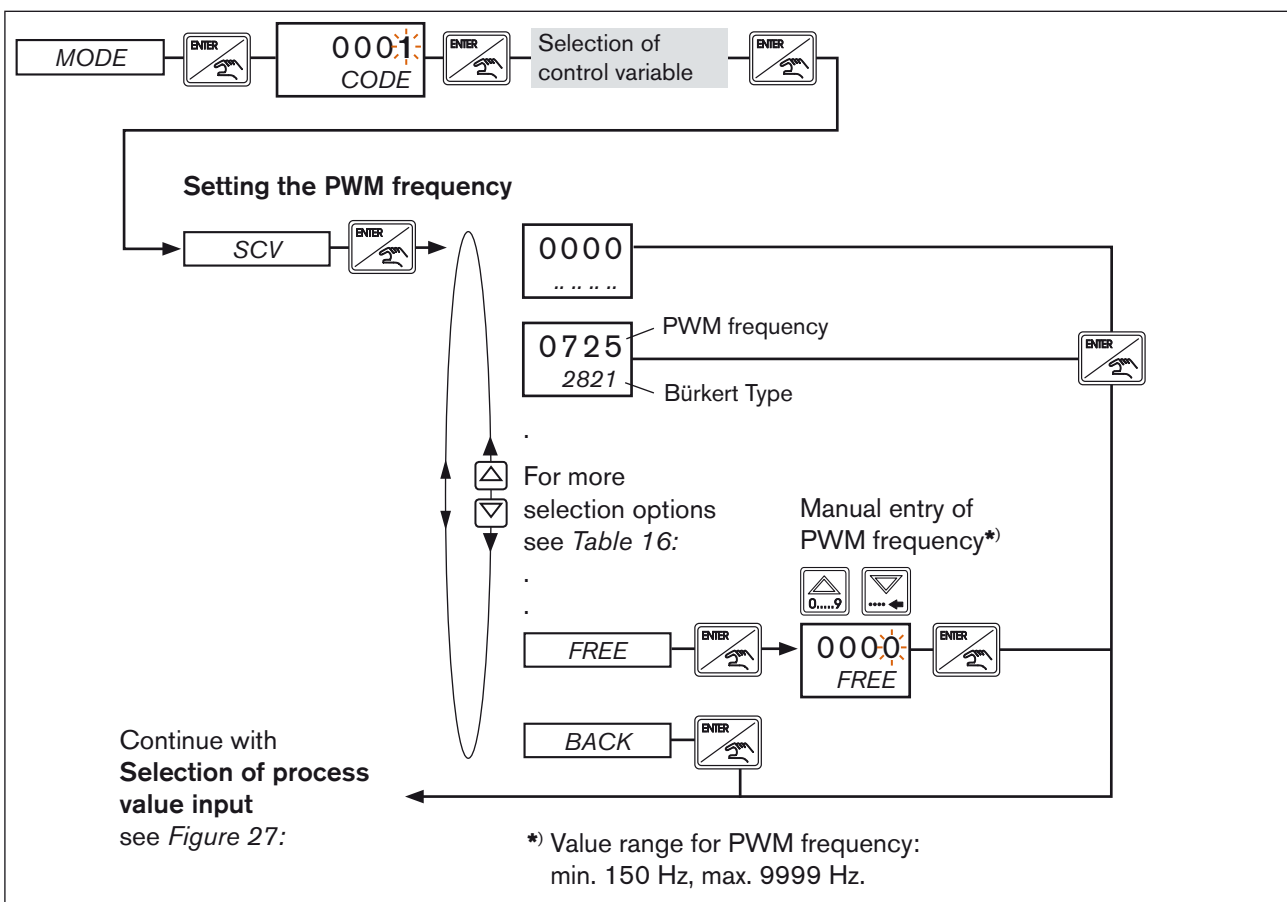 MODE
ENTER
0001
CODE
ENTER
Selection of
control variable
ENTER
Setting the PWM frequency
SCV
ENTER
0000
.. .. .. ..
0725
2821
PWM frequency
Bürkert Type
ENTER
.
For more
selection options
see Table 16:
.
.
Manual entry of
PWM frequency*)
0.....9
....
FREE
ENTER
0000
FREE
ENTER
BACK
ENTER
Continue with
Selection of process
value input
see Figure 27:
*) Value range for PWM frequency:
min. 150 Hz, max. 9999 Hz.